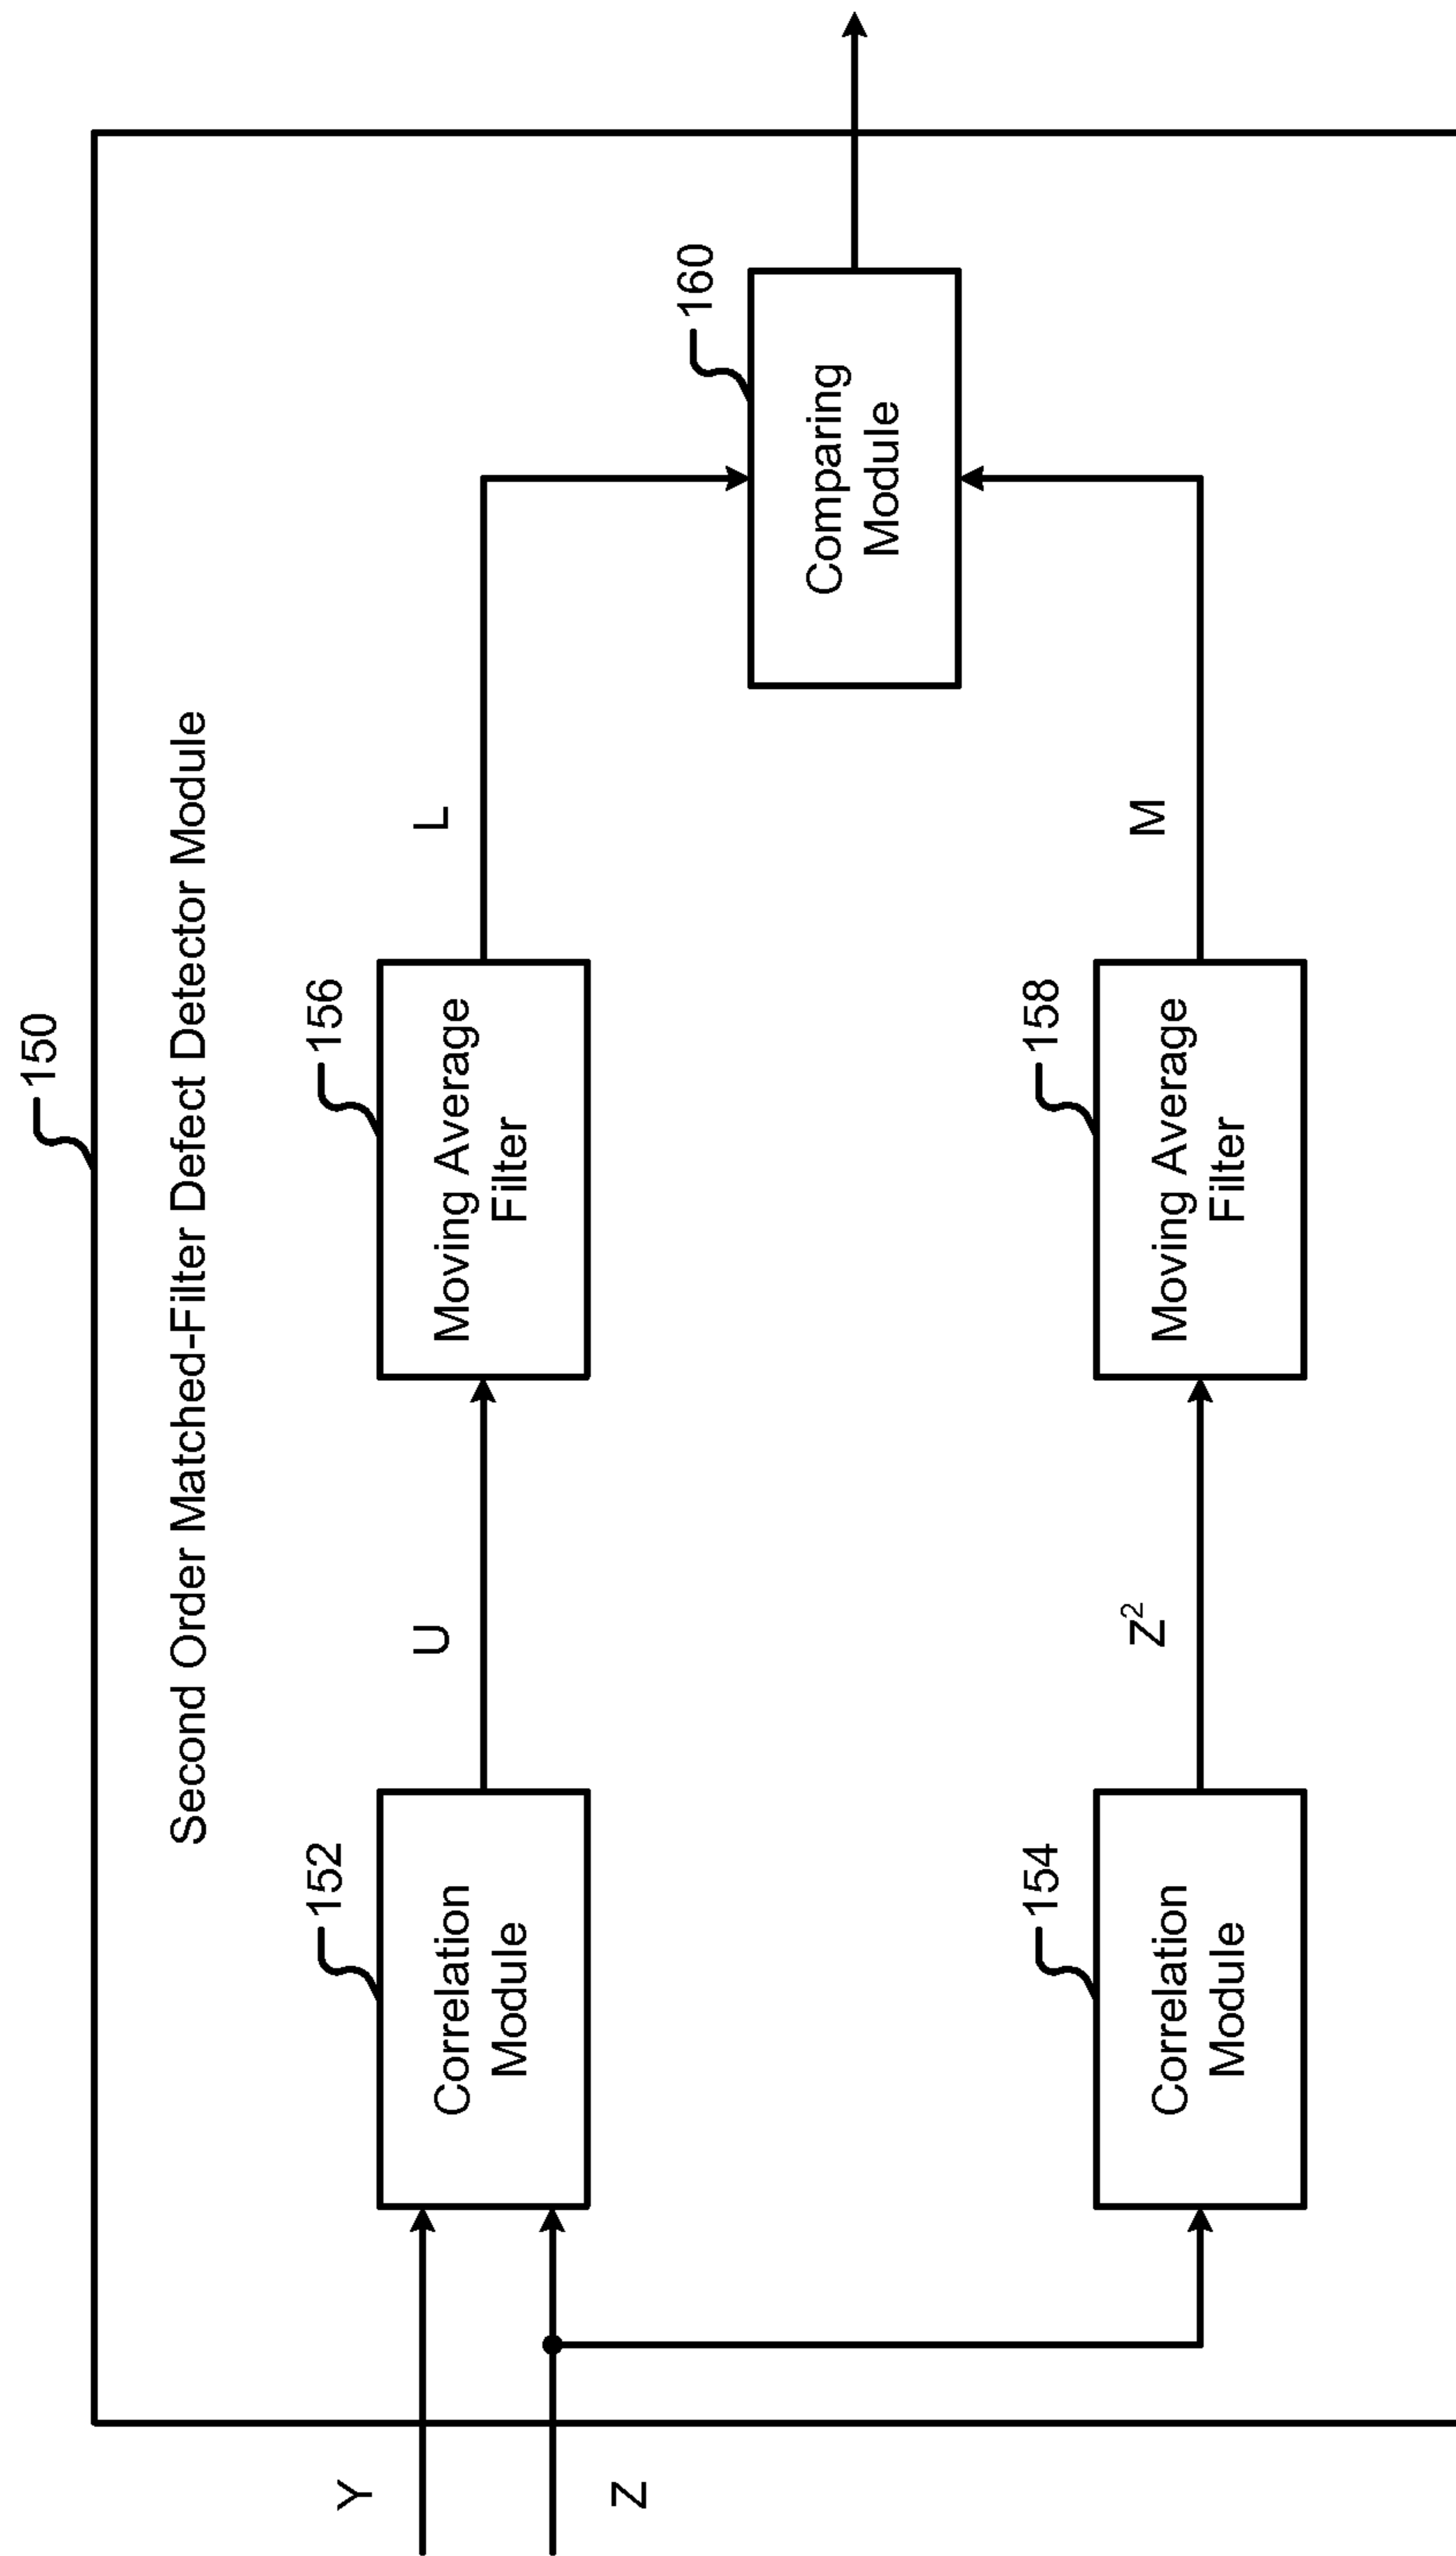 150
Second Order Matched-Filter Defect Detector Module
Y
Z
152
Correlation
Module
U
156
Moving Average
Filter
L
160
Comparing
Module
154
Correlation
Module
Z²
158
Moving Average
Filter
M